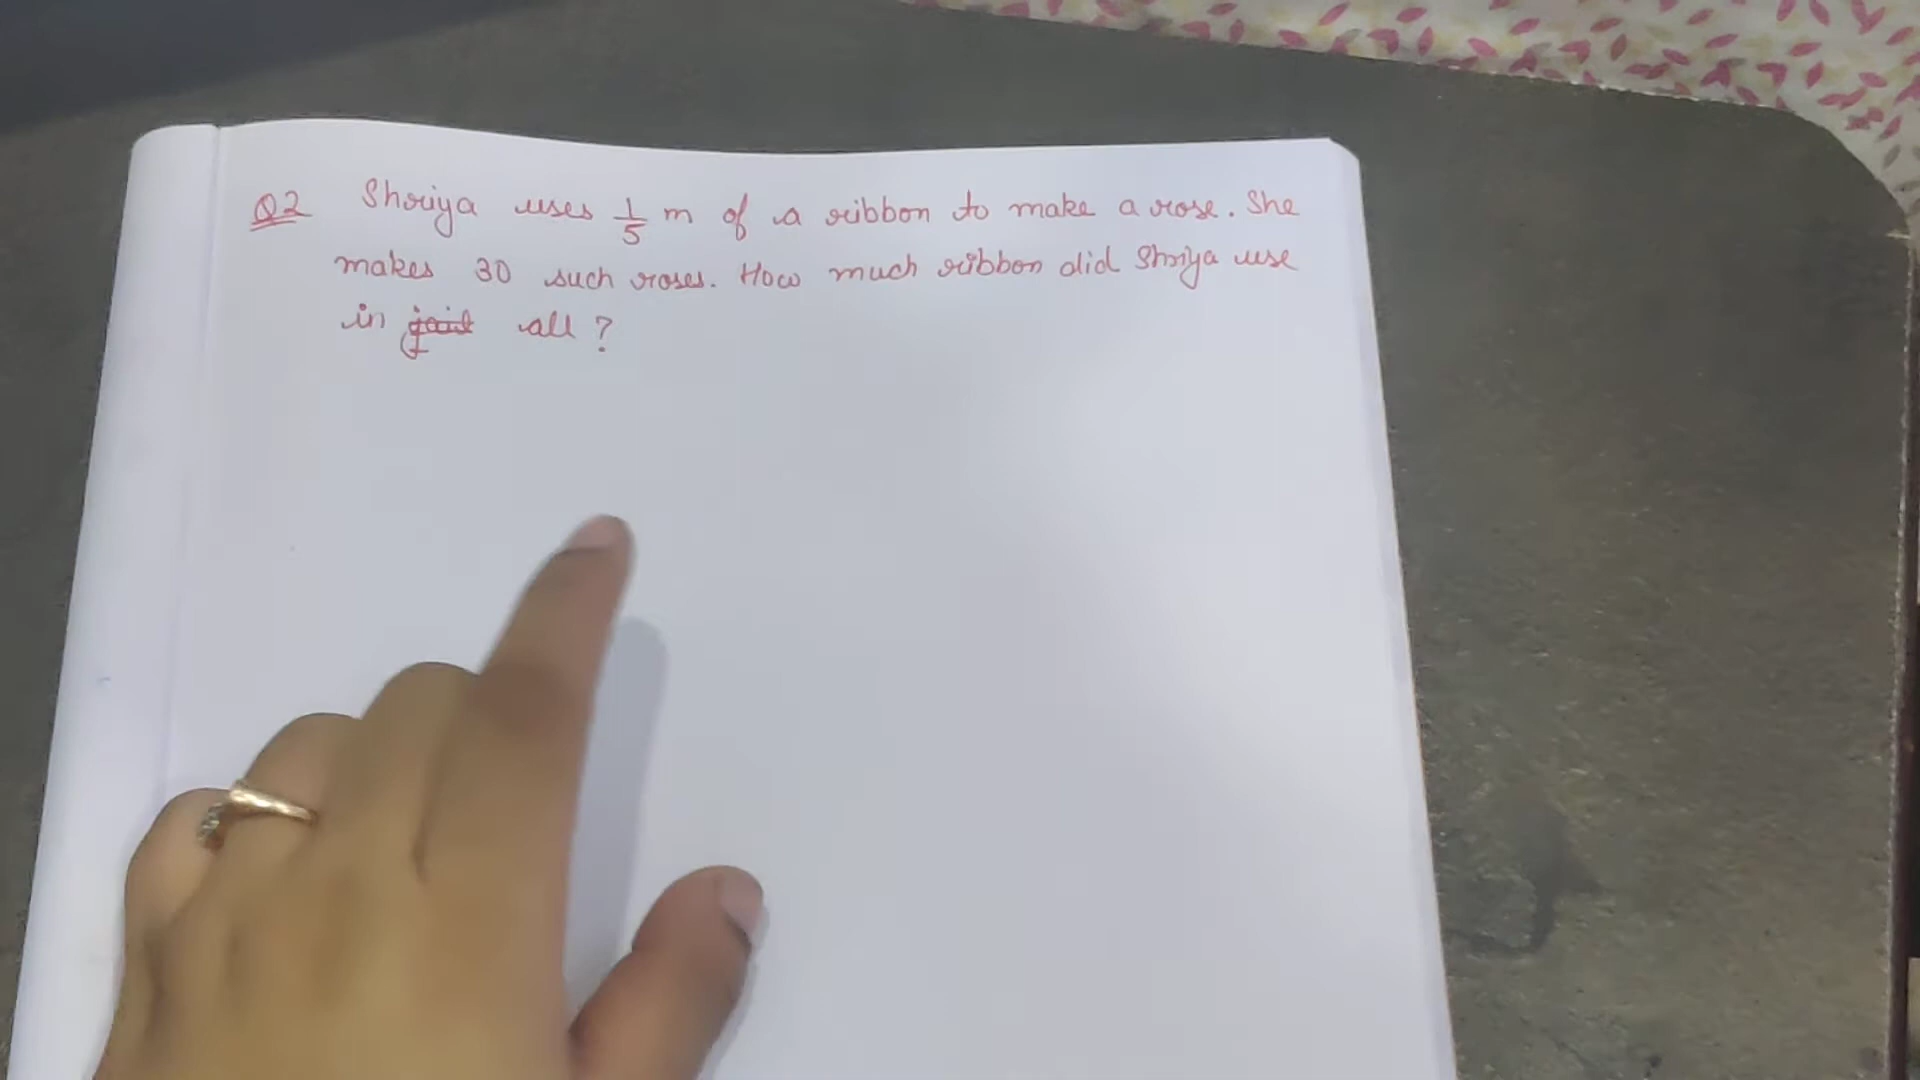 Q2 Shriya uses 1/5 m of a ribbon to make a rose. She
makes 30 such roses. How much ribbon did Shriya use
in all ?